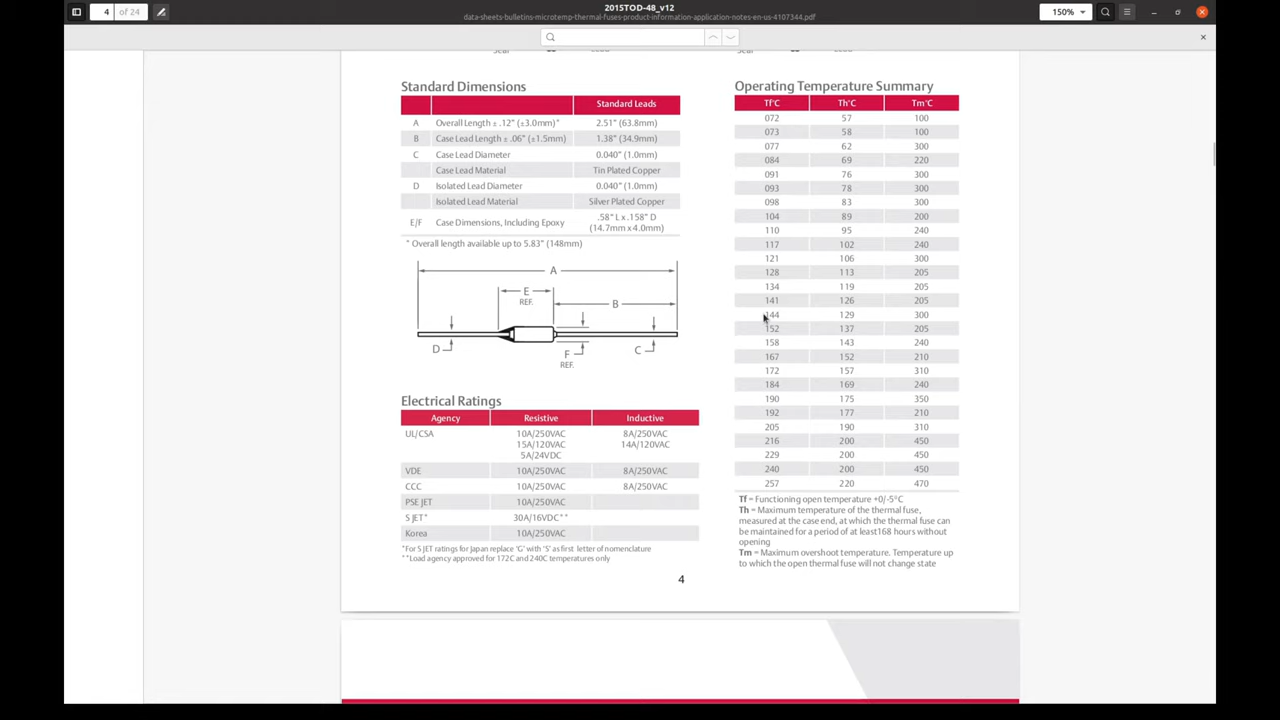 4
of 24
2015TOD-48_v12
data-sheets-bulletins-microtemp-thermal-fuses-product-information-application-notes-en-us-4107344.pdf
150%
Standard Dimensions
Standard Leads
A Overall Length ± .12" (±3.0mm)* 2.51" (63.8mm)
B Case Lead Length ± .06" (±1.5mm) 1.38" (34.9mm)
C Case Lead Diameter 0.040" (1.0mm)
Case Lead Material Tin Plated Copper
D Isolated Lead Diameter 0.040" (1.0mm)
Isolated Lead Material Silver Plated Copper
E/F Case Dimensions, Including Epoxy .58" L x .158" D
(14.7mm x 4.0mm)
* Overall length available up to 5.83" (148mm)
A
E
REF.
B
D
F
REF.
C
Electrical Ratings
Agency Resistive Inductive
UL/CSA 10A/250VAC 8A/250VAC
15A/120VAC 14A/120VAC
5A/24VDC
VDE 10A/250VAC 8A/250VAC
CCC 10A/250VAC 8A/250VAC
PSE JET 10A/250VAC
S JET* 30A/16VDC**
Korea 10A/250VAC
*For S JET ratings for Japan replace 'G' with 'S' as first letter of nomenclature
**Load agency approved for 172C and 240C temperatures only
Operating Temperature Summary
Tf°C Th°C Tm°C
072 57 100
073 58 100
077 62 300
084 69 220
091 76 300
093 78 300
098 83 300
104 89 200
110 95 240
117 102 240
121 106 300
128 113 205
134 119 205
141 126 205
144 129 300
152 137 205
158 143 240
167 152 210
172 157 310
184 169 240
190 175 350
192 177 210
205 190 310
216 200 450
229 200 450
240 200 450
257 220 470
Tf = Functioning open temperature +0/-5°C
Th = Maximum temperature of the thermal fuse,
measured at the case end, at which the thermal fuse can
be maintained for a period of at least168 hours without
opening
Tm = Maximum overshoot temperature. Temperature up
to which the open thermal fuse will not change state
4